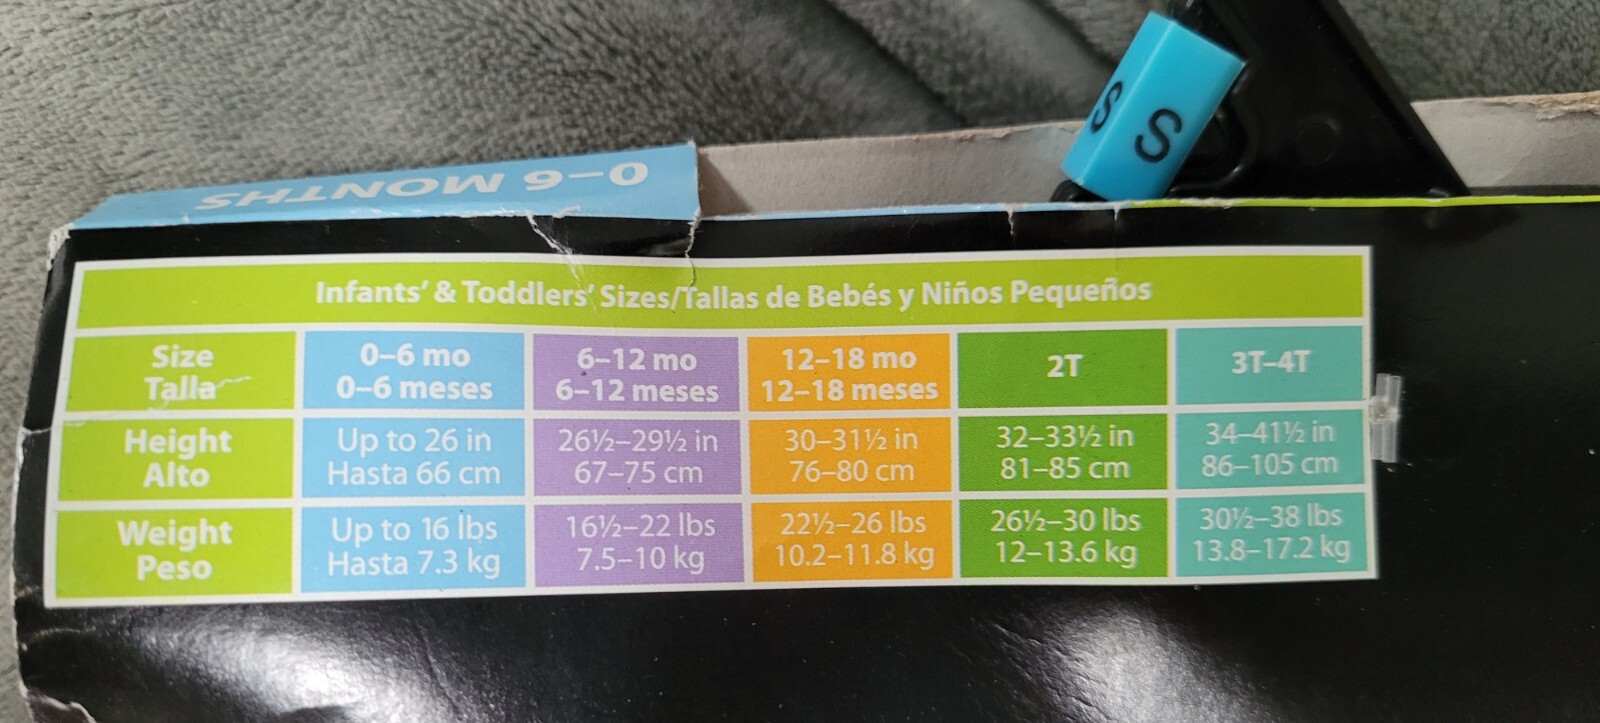 0–6 MONTHS
S S
Infants’ & Toddlers’ Sizes/Tallas de Bebés y Niños Pequeños
Size
Talla
0–6 mo
0–6 meses
6–12 mo
6–12 meses
12–18 mo
12–18 meses
2T
3T–4T
Height
Alto
Up to 26 in
Hasta 66 cm
26½–29½ in
67–75 cm
30–31½ in
76–80 cm
32–33½ in
81–85 cm
34–41½ in
86–105 cm
Weight
Peso
Up to 16 lbs
Hasta 7.3 kg
16½–22 lbs
7.5–10 kg
22½–26 lbs
10.2–11.8 kg
26½–30 lbs
12–13.6 kg
30½–38 lbs
13.8–17.2 kg